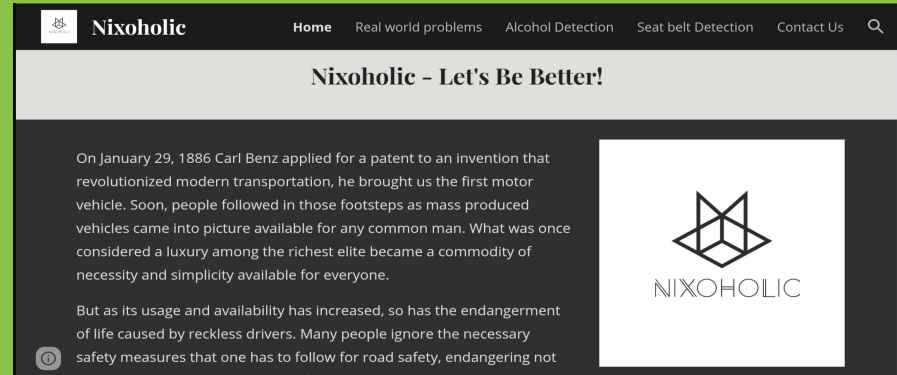 Nixoholic
Home Real world problems Alcohol Detection Seat belt Detection Contact Us
Nixoholic - Let's Be Better!
On January 29, 1886 Carl Benz applied for a patent to an invention that
revolutionized modern transportation, he brought us the first motor
vehicle. Soon, people followed in those footsteps as mass produced
vehicles came into picture available for any common man. What was once
considered a luxury among the richest elite became a commodity of
necessity and simplicity available for everyone.
But as its usage and availability has increased, so has the endangerment
of life caused by reckless drivers. Many people ignore the necessary
safety measures that one has to follow for road safety, endangering not
NIXOHOLIC